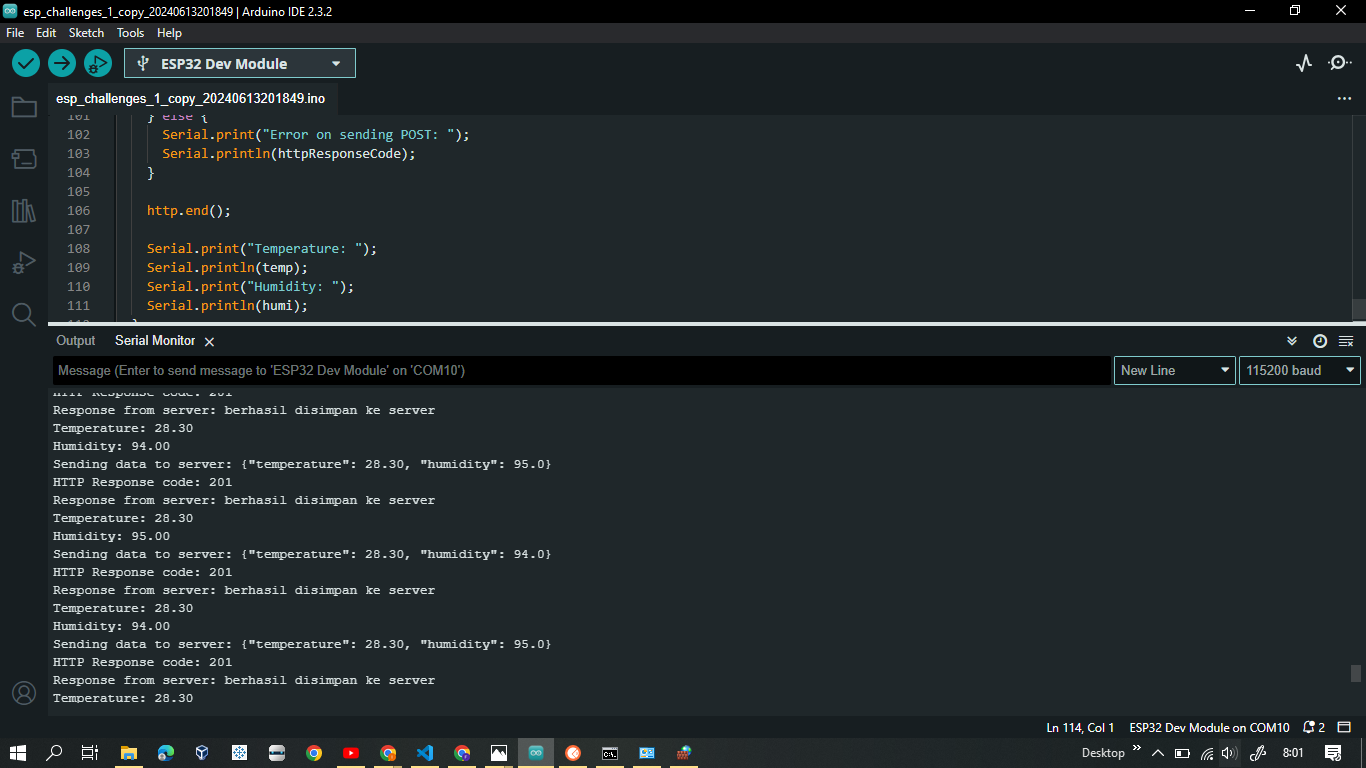 esp_challenges_1_copy_20240613201849 | Arduino IDE 2.3.2
File Edit Sketch Tools Help
ESP32 Dev Module
esp_challenges_1_copy_20240613201849.ino
101 } else {
102 Serial.print("Error on sending POST: ");
103 Serial.println(httpResponseCode);
104 }
105
106 http.end();
107
108 Serial.print("Temperature: ");
109 Serial.println(temp);
110 Serial.print("Humidity: ");
111 Serial.println(humi);
Output Serial Monitor
Message (Enter to send message to 'ESP32 Dev Module' on 'COM10')
New Line
115200 baud
HTTP Response code: 201
Response from server: berhasil disimpan ke server
Temperature: 28.30
Humidity: 94.00
Sending data to server: {"temperature": 28.30, "humidity": 95.0}
HTTP Response code: 201
Response from server: berhasil disimpan ke server
Temperature: 28.30
Humidity: 95.00
Sending data to server: {"temperature": 28.30, "humidity": 94.0}
HTTP Response code: 201
Response from server: berhasil disimpan ke server
Temperature: 28.30
Humidity: 94.00
Sending data to server: {"temperature": 28.30, "humidity": 95.0}
HTTP Response code: 201
Response from server: berhasil disimpan ke server
Temperature: 28.30
Ln 114, Col 1 ESP32 Dev Module on COM10 2
Desktop 8:01